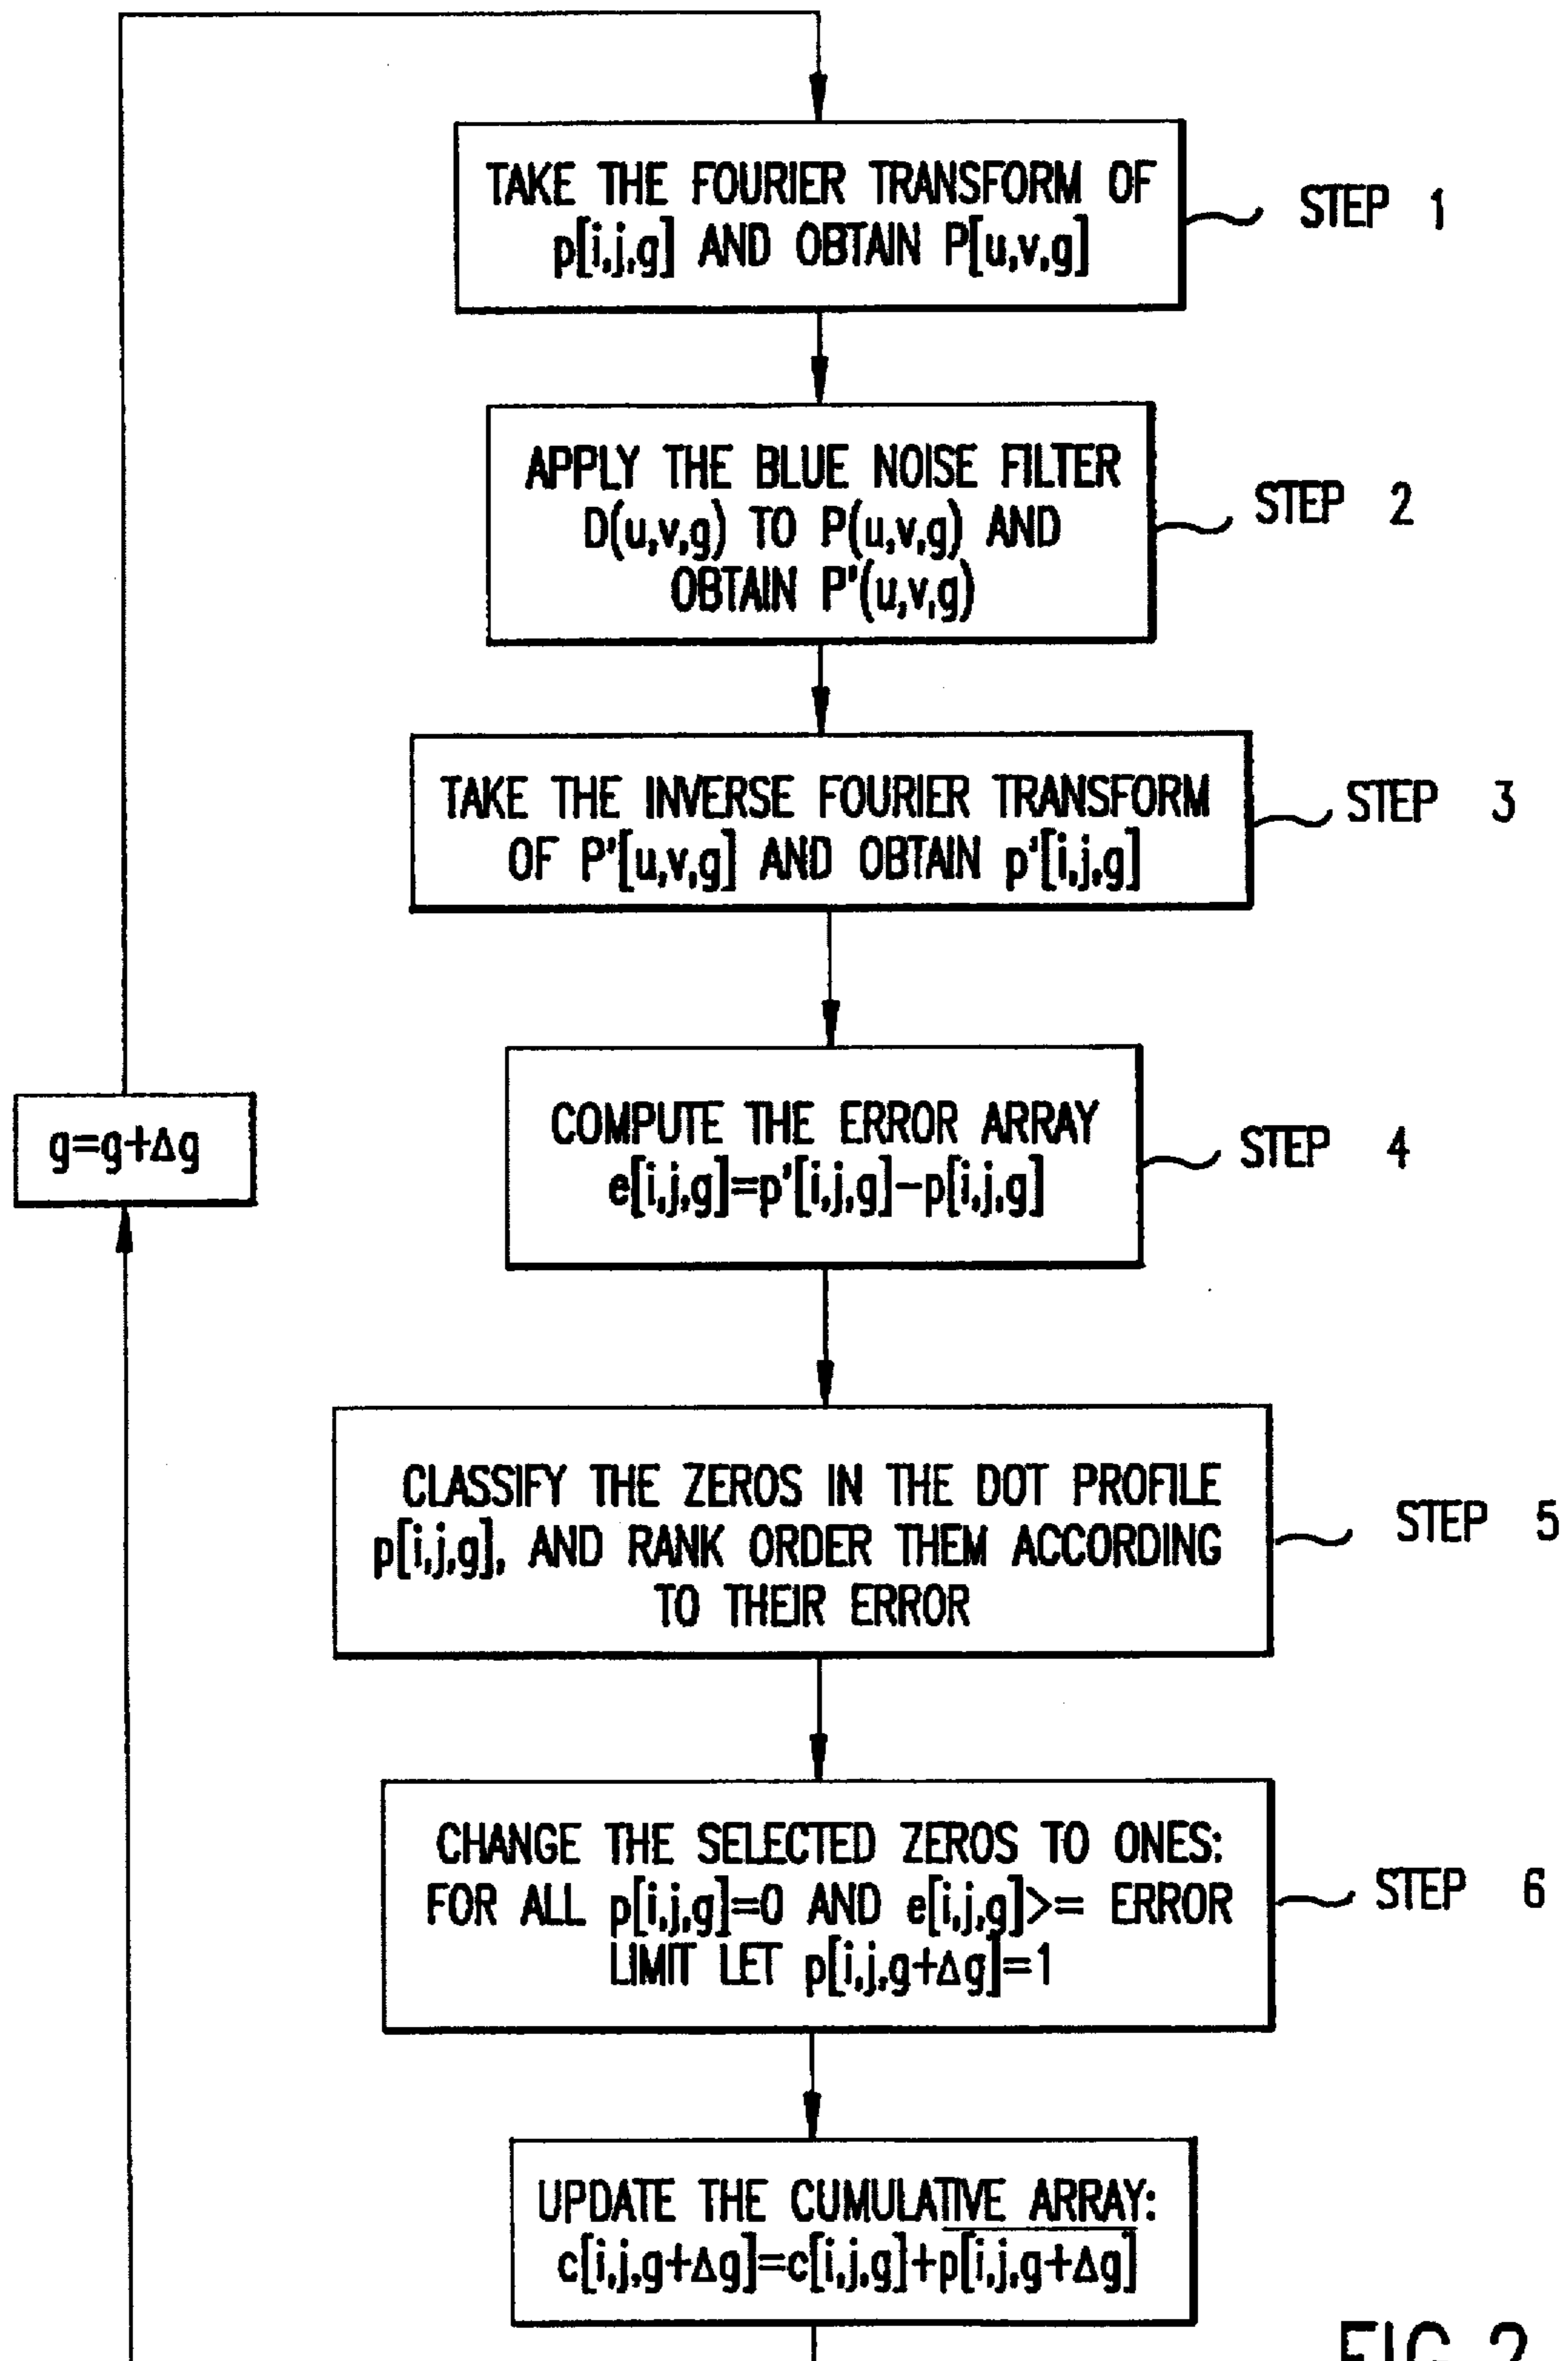 TAKE THE FOURIER TRANSFORM OF
p[i,j,g] AND OBTAIN P[u,v,g]
STEP 1
APPLY THE BLUE NOISE FILTER
D(u,v,g) TO P(u,v,g) AND
OBTAIN P'(u,v,g)
STEP 2
TAKE THE INVERSE FOURIER TRANSFORM
OF P'[u,v,g] AND OBTAIN p'[i,j,g]
STEP 3
COMPUTE THE ERROR ARRAY
e[i,j,g]=p'[i,j,g]-p[i,j,g]
STEP 4
g=g+Δg
CLASSIFY THE ZEROS IN THE DOT PROFILE
p[i,j,g], AND RANK ORDER THEM ACCORDING
TO THEIR ERROR
STEP 5
CHANGE THE SELECTED ZEROS TO ONES:
FOR ALL p[i,j,g]=0 AND e[i,j,g]>= ERROR
LIMIT LET p[i,j,g+Δg]=1
STEP 6
UPDATE THE CUMULATIVE ARRAY:
c[i,j,g+Δg]=c[i,j,g]+p[i,j,g+Δg]
FIG. 2